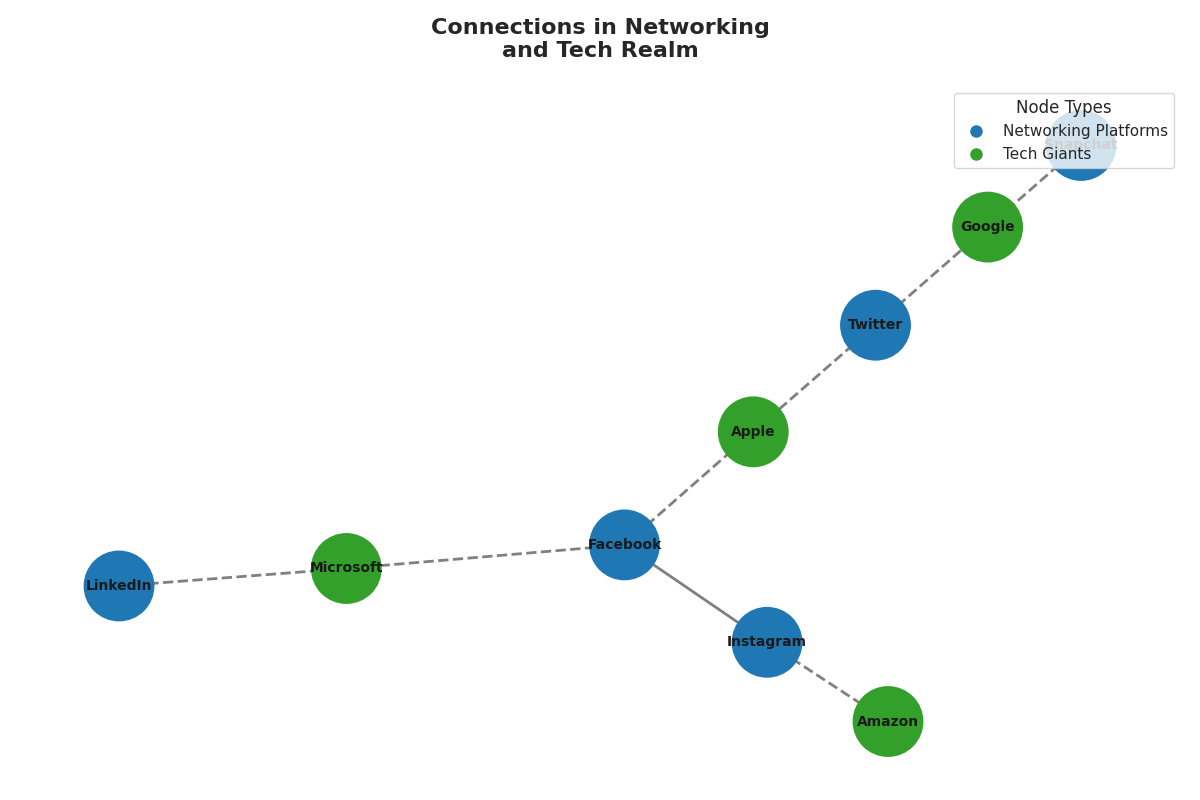 Connections in Networking
and Tech Realm
Node Types
Networking Platforms
Tech Giants
Snapchat
Google
Twitter
Apple
Facebook
Microsoft
LinkedIn
Instagram
Amazon